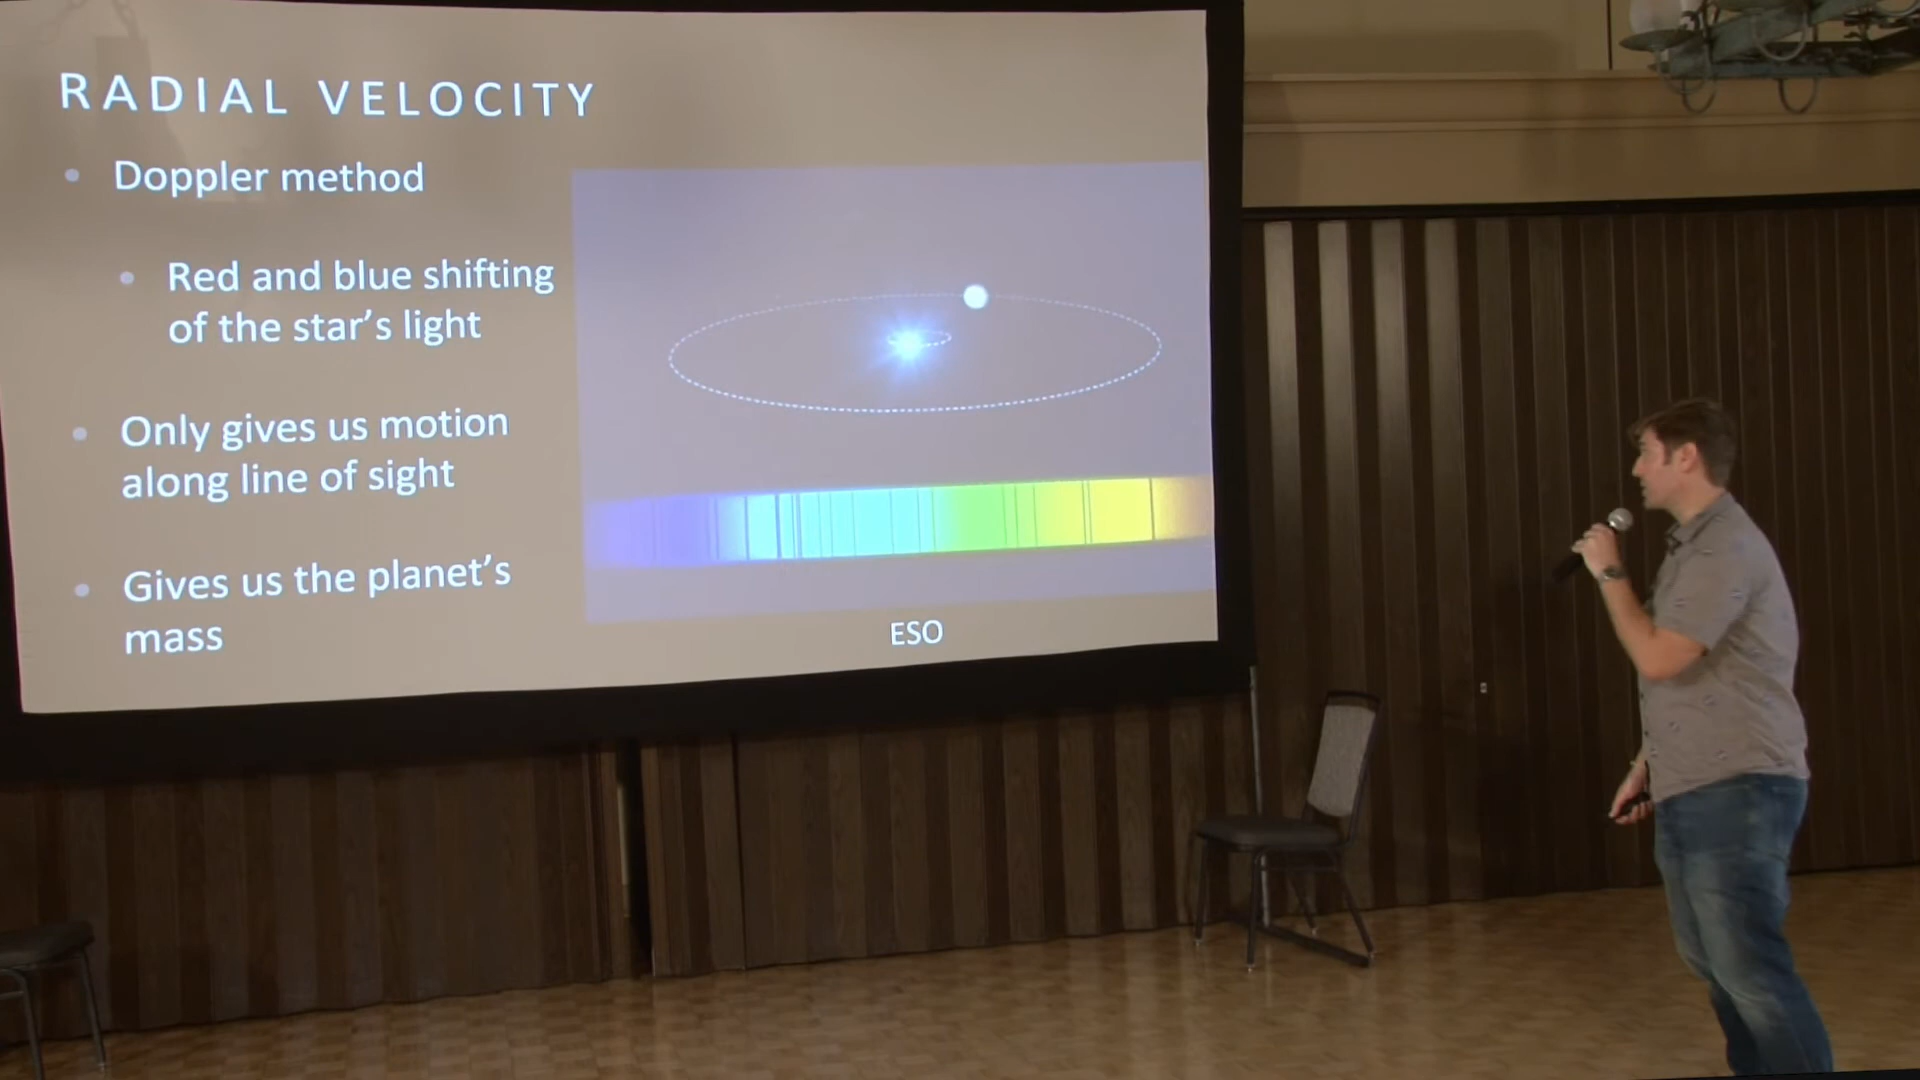 RADIAL VELOCITY
Doppler method
Red and blue shifting
of the star's light
Only gives us motion
along line of sight
Gives us the planet's
mass
ESO